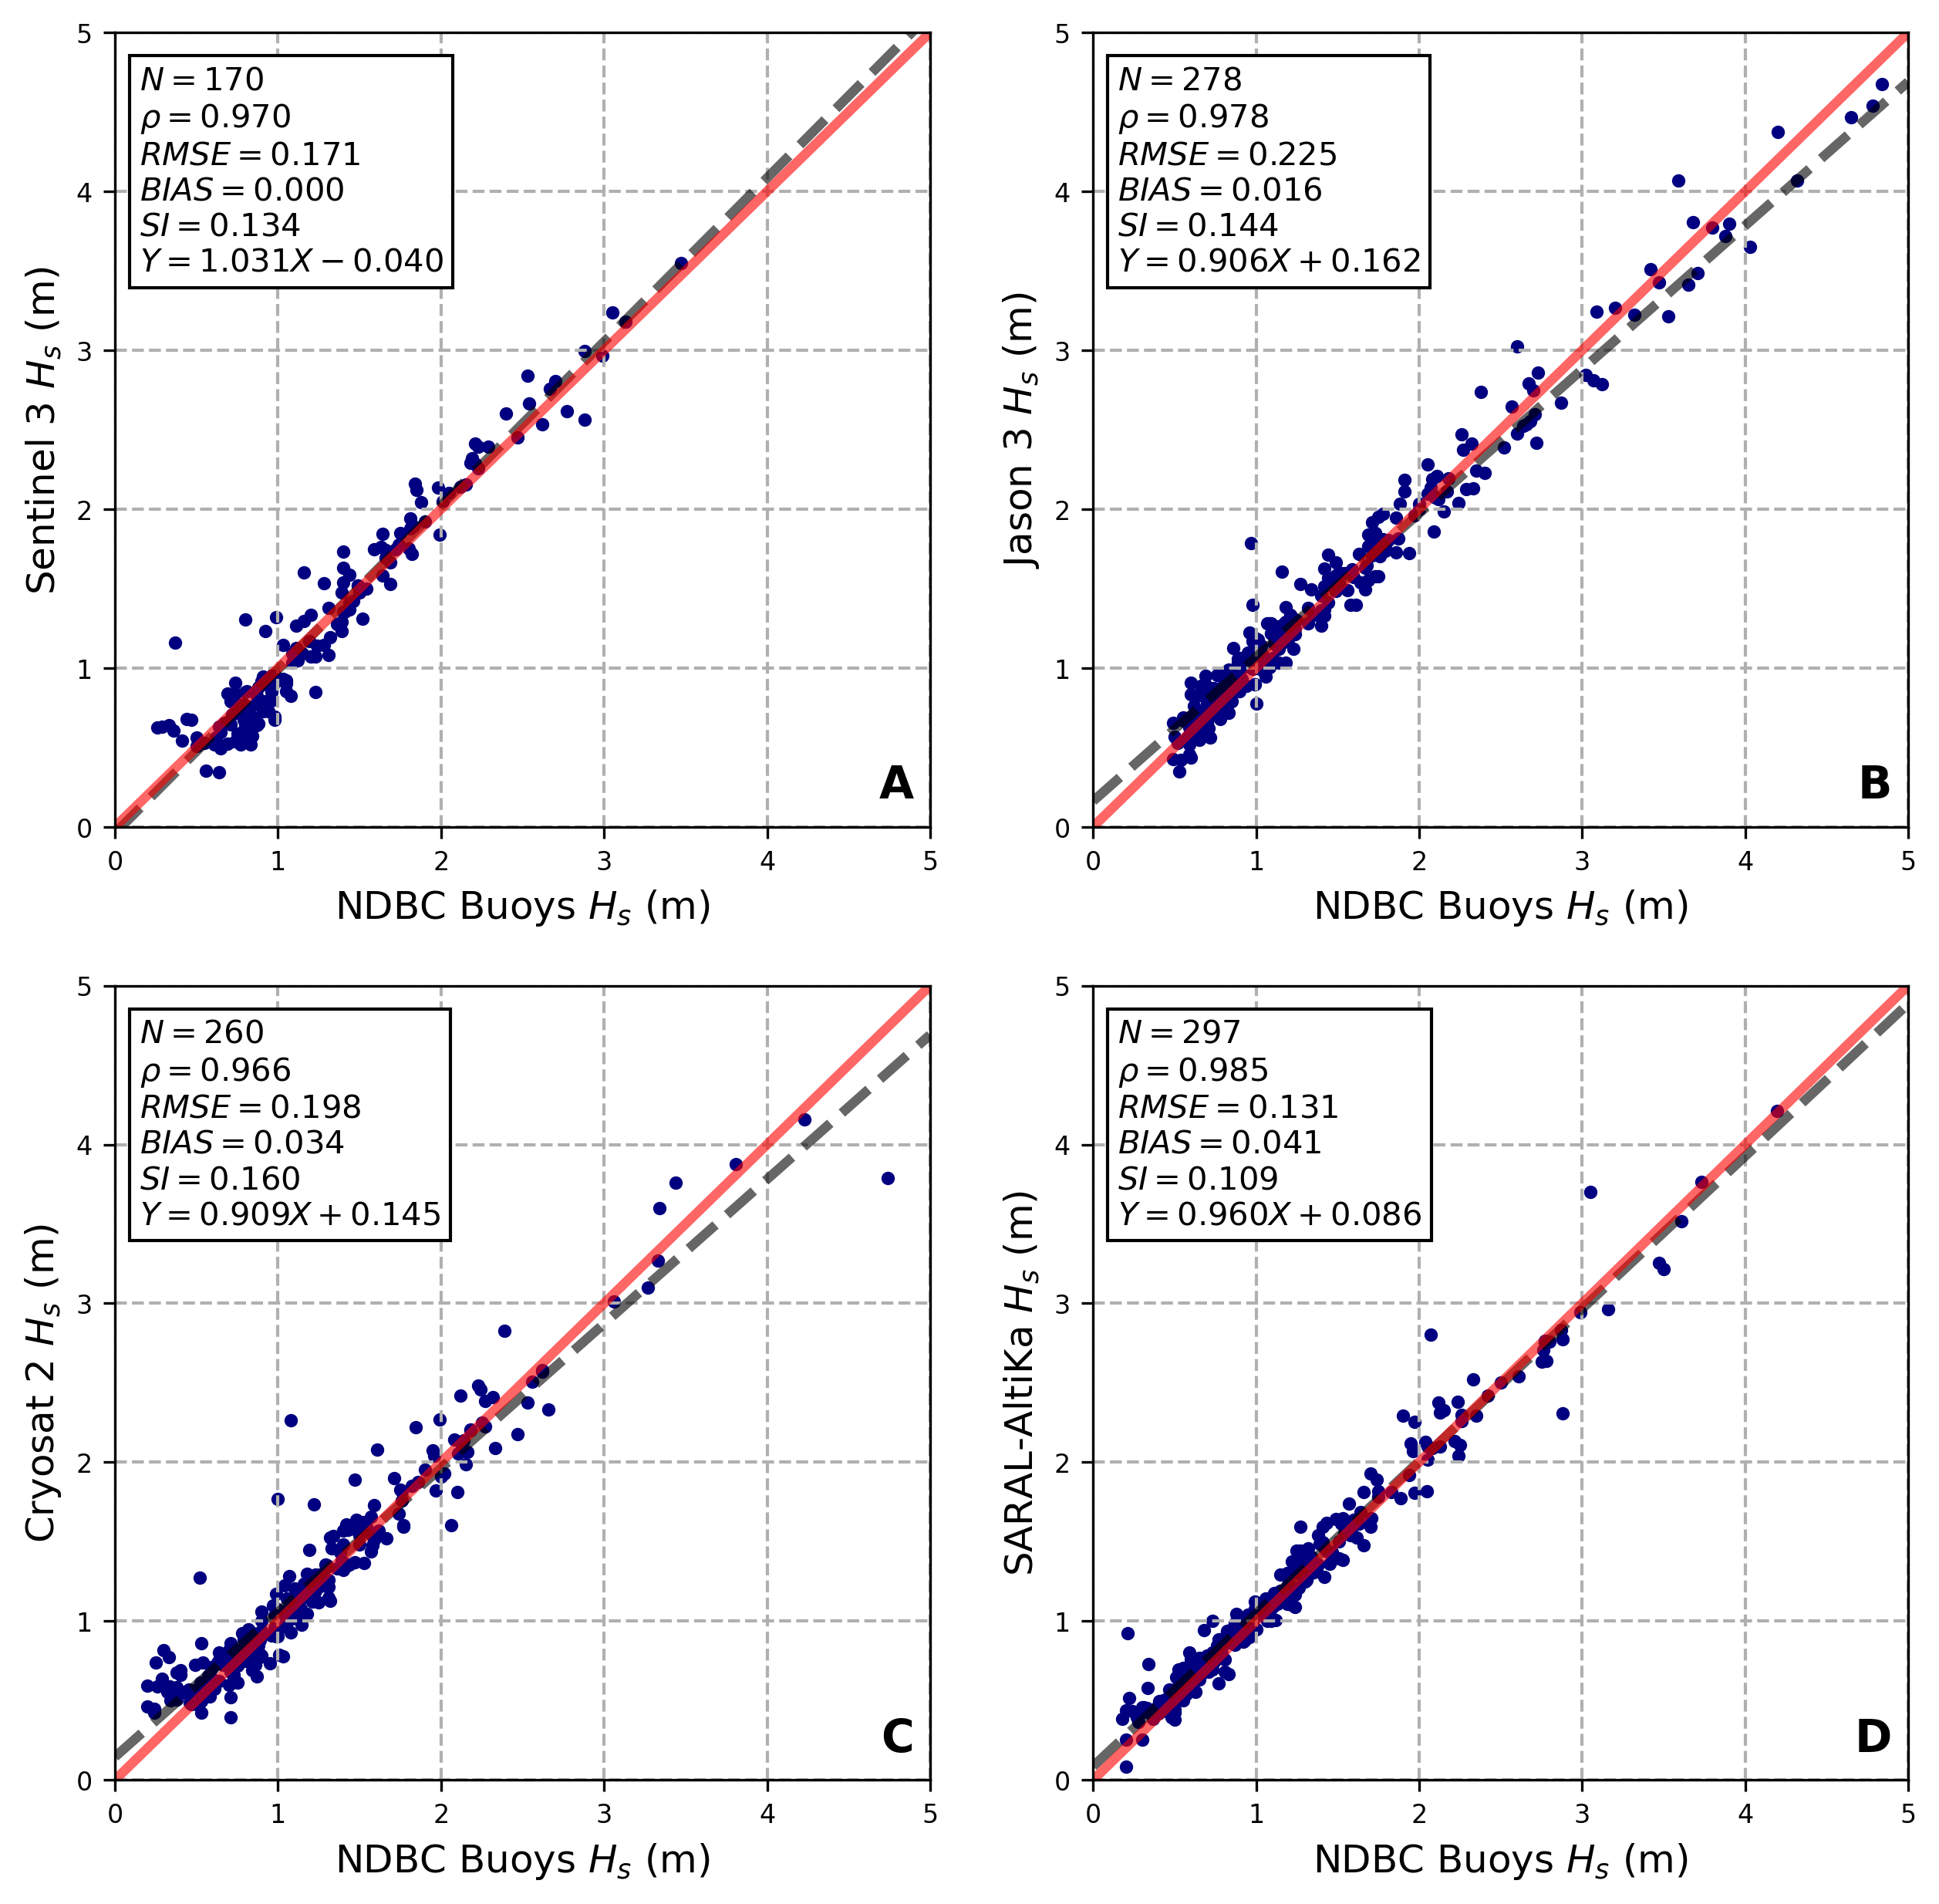 5
4
3
2
1
0
Sentinel 3 H_s (m)
N = 170
ρ = 0.970
RMSE = 0.171
BIAS = 0.000
SI = 0.134
Y = 1.031X − 0.040
A
0 1 2 3 4 5
NDBC Buoys H_s (m)
5
4
3
2
1
0
Jason 3 H_s (m)
N = 278
ρ = 0.978
RMSE = 0.225
BIAS = 0.016
SI = 0.144
Y = 0.906X + 0.162
B
0 1 2 3 4 5
NDBC Buoys H_s (m)
5
4
3
2
1
0
Cryosat 2 H_s (m)
N = 260
ρ = 0.966
RMSE = 0.198
BIAS = 0.034
SI = 0.160
Y = 0.909X + 0.145
C
0 1 2 3 4 5
NDBC Buoys H_s (m)
5
4
3
2
1
0
SARAL-AltiKa H_s (m)
N = 297
ρ = 0.985
RMSE = 0.131
BIAS = 0.041
SI = 0.109
Y = 0.960X + 0.086
D
0 1 2 3 4 5
NDBC Buoys H_s (m)